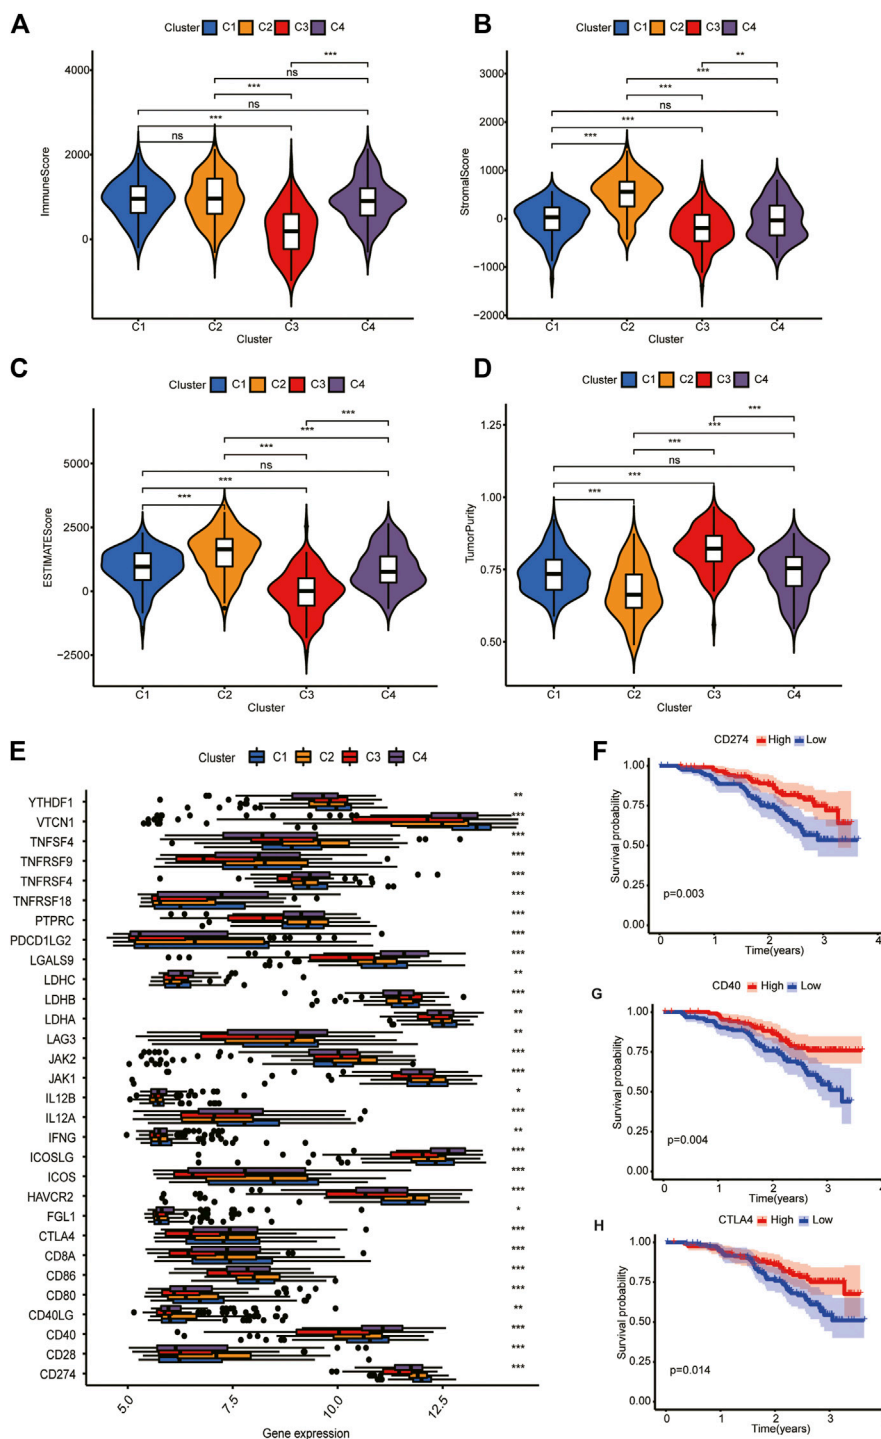 A
Cluster C1 C2 C3 C4
4000
2000
0
ImmuneScore
***
ns
***
ns
***
ns
C1 C2 C3 C4
Cluster
B
Cluster C1 C2 C3 C4
3000
2000
1000
0
−1000
−2000
StromalScore
**
***
***
ns
***
***
C1 C2 C3 C4
Cluster
C
Cluster C1 C2 C3 C4
5000
2500
0
−2500
ESTIMATEScore
***
***
***
ns
***
***
C1 C2 C3 C4
Cluster
D
Cluster C1 C2 C3 C4
1.25
1.00
0.75
0.50
TumorPurity
***
***
***
ns
***
***
C1 C2 C3 C4
Cluster
E
Cluster C1 C2 C3 C4
YTHDF1 **
VTCN1 ***
TNFSF4 ***
TNFRSF9 ***
TNFRSF4 ***
TNFRSF18 ***
PTPRC ***
PDCD1LG2 ***
LGALS9 ***
LDHC **
LDHB ***
LDHA **
LAG3 **
JAK2 ***
JAK1 ***
IL12B *
IL12A ***
IFNG **
ICOSLG ***
ICOS ***
HAVCR2 ***
FGL1 *
CTLA4 ***
CD8A ***
CD86 ***
CD80 ***
CD40LG **
CD40 ***
CD28 ***
CD274 ***
5.0 7.5 10.0 12.5
Gene expression
F
CD274 High Low
1.00
0.75
0.50
0.25
0.00
Survival probability
p=0.003
0 1 2 3 4
Time(years)
G
CD40 High Low
1.00
0.75
0.50
0.25
0.00
Survival probability
p=0.004
0 1 2 3 4
Time(years)
H
CTLA4 High Low
1.00
0.75
0.50
0.25
0.00
Survival probability
p=0.014
0 1 2 3 4
Time(years)